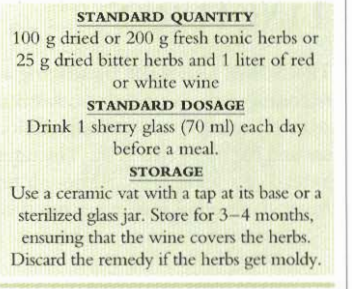 STANDARD QUANTITY
100 g dried or 200 g fresh tonic herbs or
25 g dried bitter herbs and 1 liter of red
or white wine
STANDARD DOSAGE
Drink 1 sherry glass (70 ml) each day
before a meal.
STORAGE
Use a ceramic vat with a tap at its base or a
sterilized glass jar. Store for 3–4 months,
ensuring that the wine covers the herbs.
Discard the remedy if the herbs get moldy.